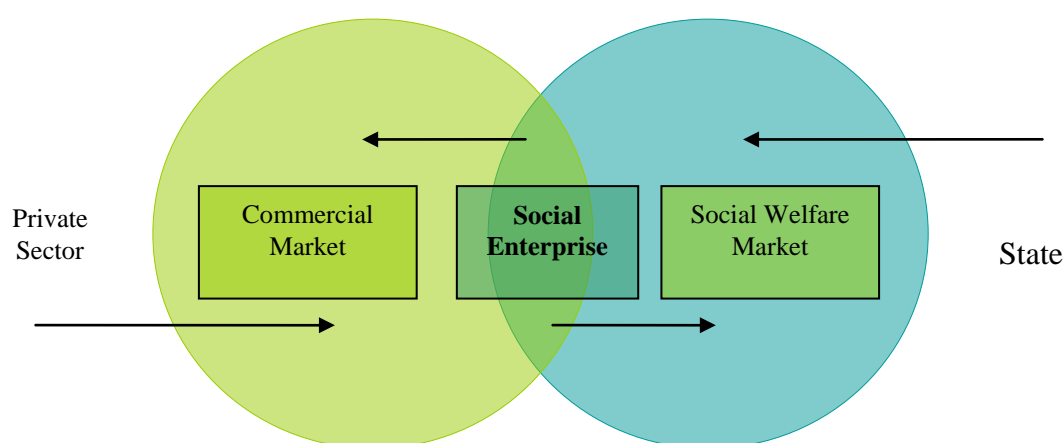 Private
Sector
Commercial
Market
Social
Enterprise
Social Welfare
Market
State